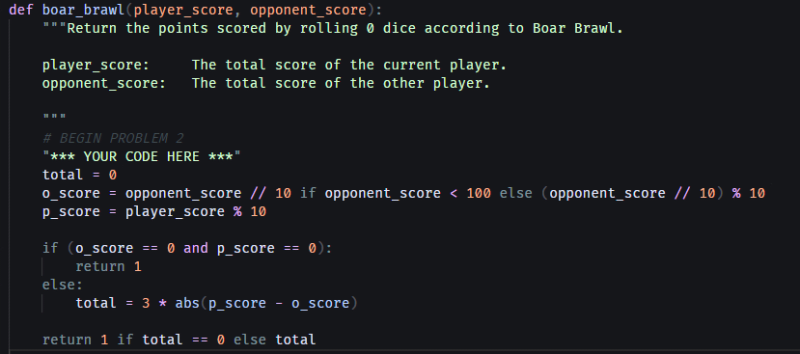 def boar_brawl(player_score, opponent_score):
    """Return the points scored by rolling 0 dice according to Boar Brawl.

    player_score:     The total score of the current player.
    opponent_score:   The total score of the other player.

    """
    # BEGIN PROBLEM 2
    "*** YOUR CODE HERE ***"
    total = 0
    o_score = opponent_score // 10 if opponent_score < 100 else (opponent_score // 10) % 10
    p_score = player_score % 10

    if (o_score == 0 and p_score == 0):
        return 1
    else:
        total = 3 * abs(p_score - o_score)

    return 1 if total == 0 else total